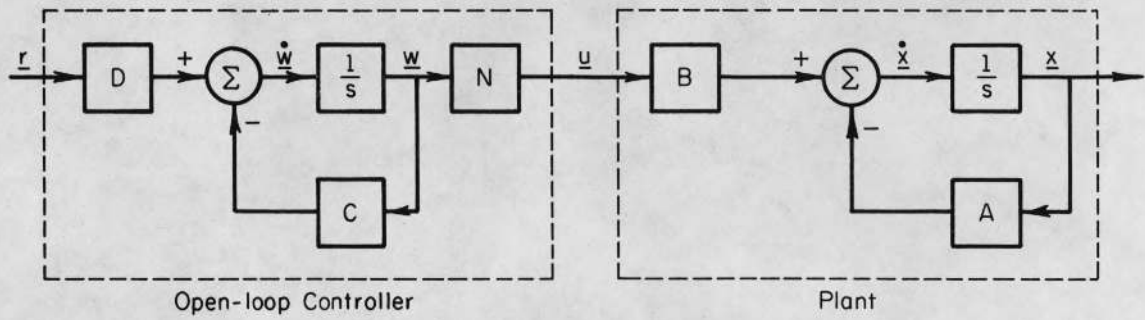 r D + Σ ẇ 1/s w N u B + Σ ẋ 1/s x
−
−
C A
Open-loop Controller Plant